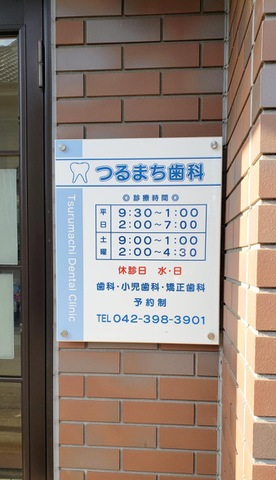 つるまち歯科
◎診療時間◎
平日 9:30〜1:00
2:00〜7:00
土曜 9:00〜1:00
2:00〜4:30
休診日 水・日
歯科・小児歯科・矯正歯科
予約制
TEL 042-398-3901
Tsurumachi Dental Clinic